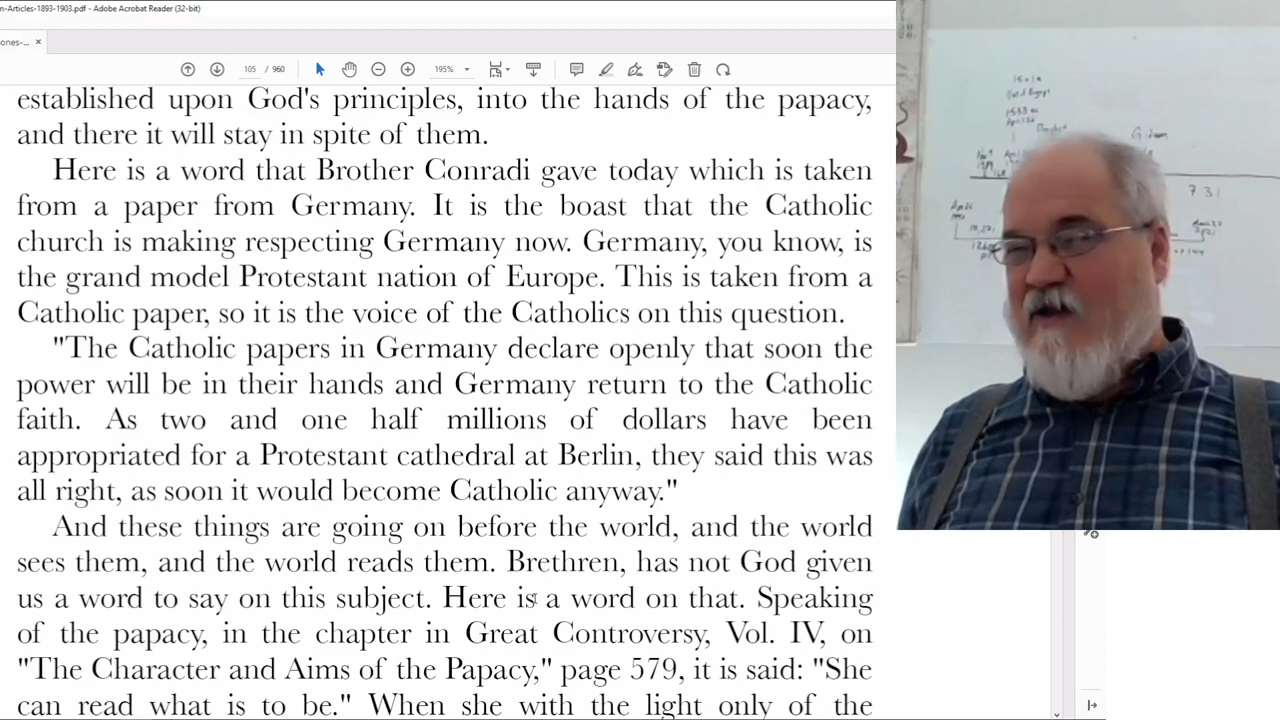 n-Articles-1893-1903.pdf - Adobe Acrobat Reader (32-bit)
ones-... ×
105 / 960
195%
established upon God's principles, into the hands of the papacy,
and there it will stay in spite of them.
Here is a word that Brother Conradi gave today which is taken
from a paper from Germany. It is the boast that the Catholic
church is making respecting Germany now. Germany, you know, is
the grand model Protestant nation of Europe. This is taken from a
Catholic paper, so it is the voice of the Catholics on this question.
"The Catholic papers in Germany declare openly that soon the
power will be in their hands and Germany return to the Catholic
faith. As two and one half millions of dollars have been
appropriated for a Protestant cathedral at Berlin, they said this was
all right, as soon it would become Catholic anyway."
And these things are going on before the world, and the world
sees them, and the world reads them. Brethren, has not God given
us a word to say on this subject. Here is a word on that. Speaking
of the papacy, in the chapter in Great Controversy, Vol. IV, on
"The Character and Aims of the Papacy," page 579, it is said: "She
can read what is to be." When she with the light only of the
731